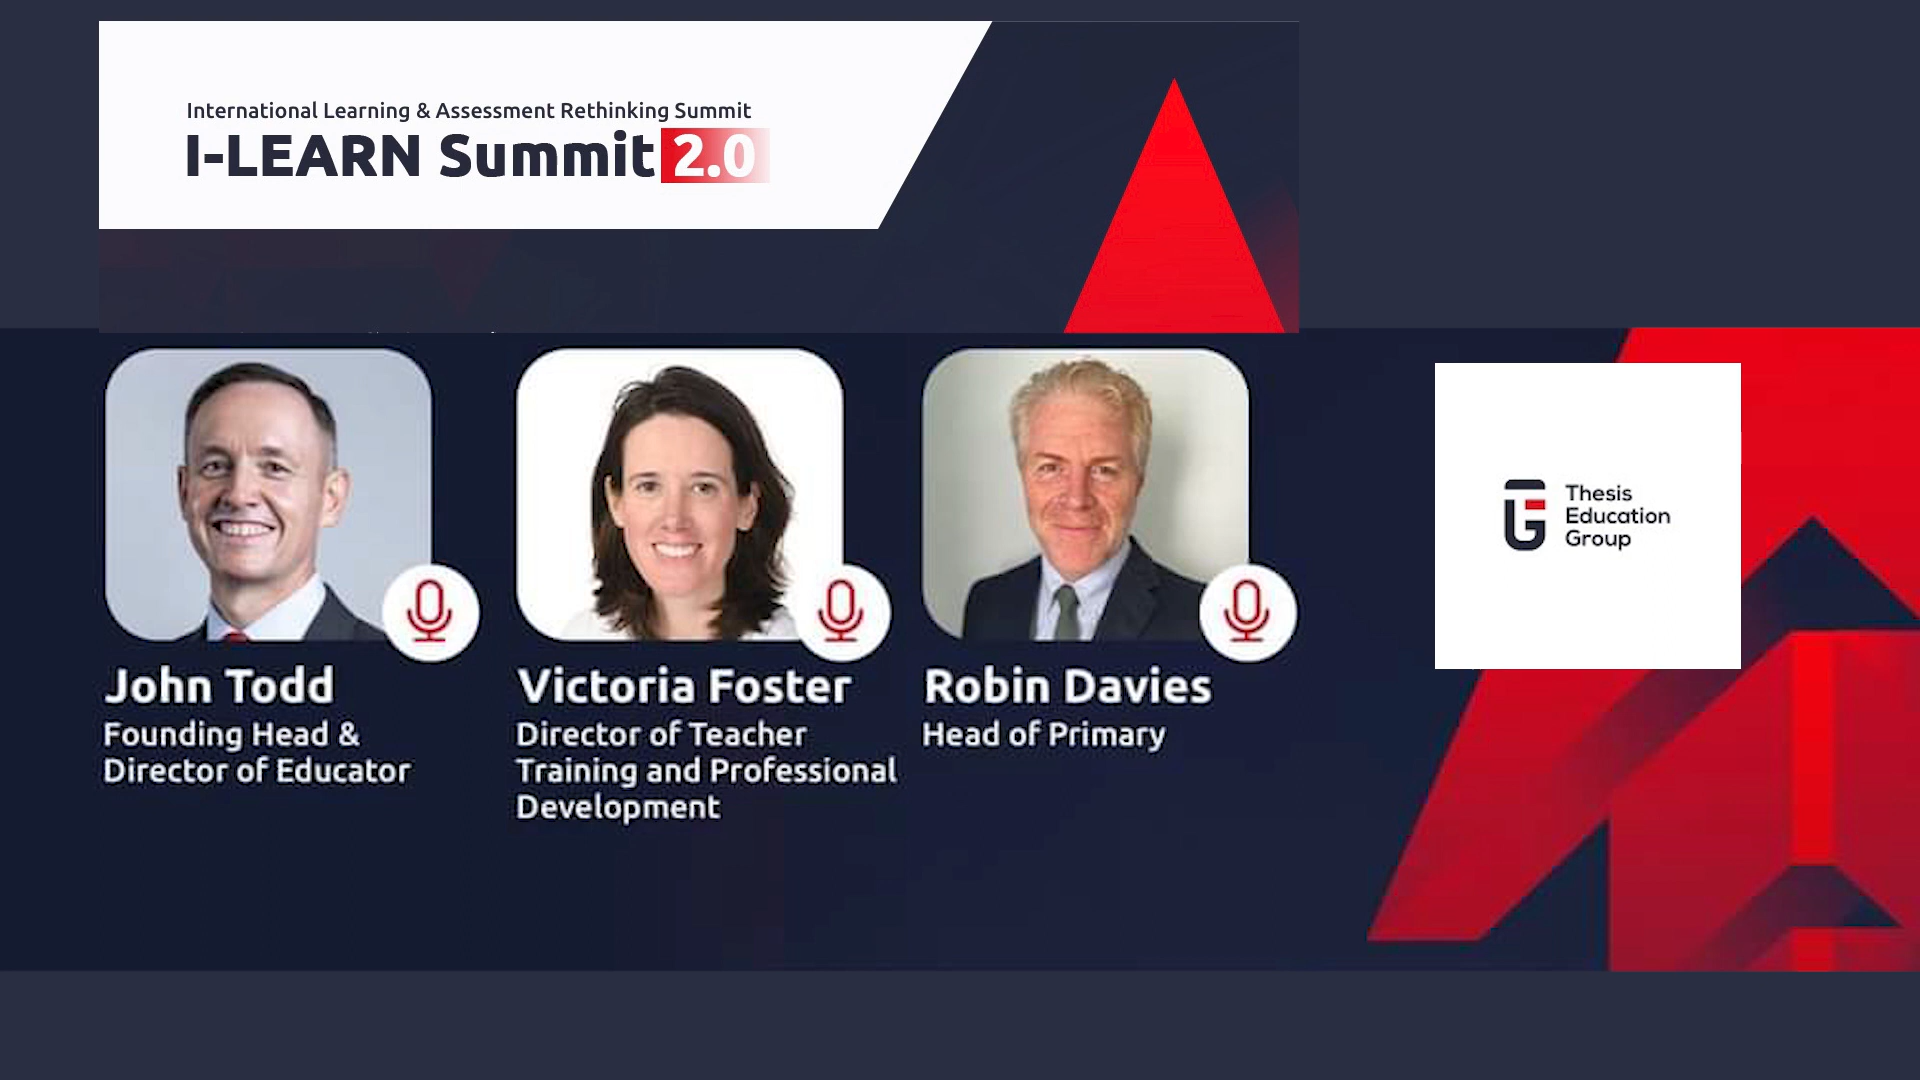 International Learning & Assessment Rethinking Summit
I-LEARN Summit 2.0
John Todd
Founding Head &
Director of Educator
Victoria Foster
Director of Teacher
Training and Professional
Development
Robin Davies
Head of Primary
Thesis
Education
Group